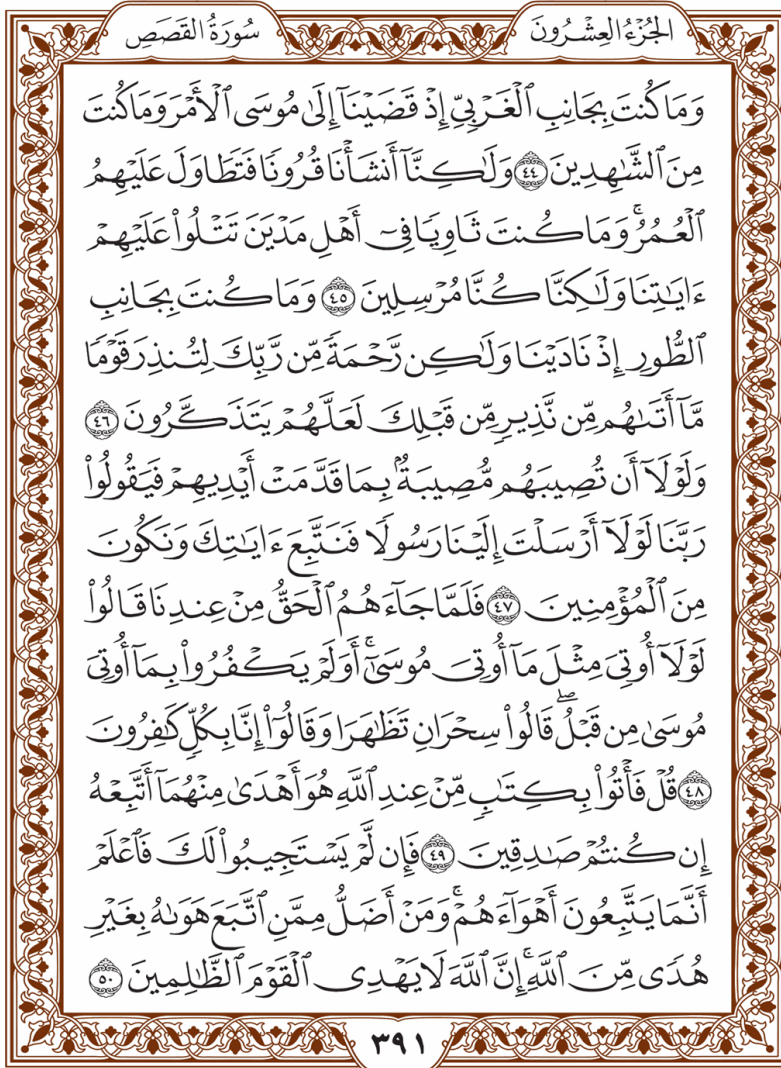 الجُزْءُ العِشْرُونَ
سُورَةُ القَصَصِ
وَمَا كُنتَ بِجَانِبِ ٱلْغَرْبِيِّ إِذْ قَضَيْنَآ إِلَىٰ مُوسَى ٱلْأَمْرَ وَمَا كُنتَ
مِنَ ٱلشَّٰهِدِينَ ٤٤ وَلَٰكِنَّآ أَنشَأْنَا قُرُونًا فَتَطَاوَلَ عَلَيْهِمُ
ٱلْعُمُرُۚ وَمَا كُنتَ ثَاوِيًا فِىٓ أَهْلِ مَدْيَنَ تَتْلُوا۟ عَلَيْهِمْ
ءَايَٰتِنَا وَلَٰكِنَّا كُنَّا مُرْسِلِينَ ٤٥ وَمَا كُنتَ بِجَانِبِ
ٱلطُّورِ إِذْ نَادَيْنَا وَلَٰكِن رَّحْمَةً مِّن رَّبِّكَ لِتُنذِرَ قَوْمًا
مَّآ أَتَىٰهُم مِّن نَّذِيرٍ مِّن قَبْلِكَ لَعَلَّهُمْ يَتَذَكَّرُونَ ٤٦
وَلَوْلَآ أَن تُصِيبَهُم مُّصِيبَةٌۢ بِمَا قَدَّمَتْ أَيْدِيهِمْ فَيَقُولُوا۟
رَبَّنَا لَوْلَآ أَرْسَلْتَ إِلَيْنَا رَسُولًا فَنَتَّبِعَ ءَايَٰتِكَ وَنَكُونَ
مِنَ ٱلْمُؤْمِنِينَ ٤٧ فَلَمَّا جَآءَهُمُ ٱلْحَقُّ مِنْ عِندِنَا قَالُوا۟
لَوْلَآ أُوتِىَ مِثْلَ مَآ أُوتِىَ مُوسَىٰٓۚ أَوَلَمْ يَكْفُرُوا۟ بِمَآ أُوتِىَ
مُوسَىٰ مِن قَبْلُۖ قَالُوا۟ سِحْرَانِ تَظَٰهَرَا وَقَالُوٓا۟ إِنَّا بِكُلٍّ كَٰفِرُونَ
٤٨ قُلْ فَأْتُوا۟ بِكِتَٰبٍ مِّنْ عِندِ ٱللَّهِ هُوَ أَهْدَىٰ مِنْهُمَآ أَتَّبِعْهُ
إِن كُنتُمْ صَٰدِقِينَ ٤٩ فَإِن لَّمْ يَسْتَجِيبُوا۟ لَكَ فَٱعْلَمْ
أَنَّمَا يَتَّبِعُونَ أَهْوَآءَهُمْۚ وَمَنْ أَضَلُّ مِمَّنِ ٱتَّبَعَ هَوَىٰهُ بِغَيْرِ
هُدًى مِّنَ ٱللَّهِۚ إِنَّ ٱللَّهَ لَا يَهْدِى ٱلْقَوْمَ ٱلظَّٰلِمِينَ ٥٠
٣٩١